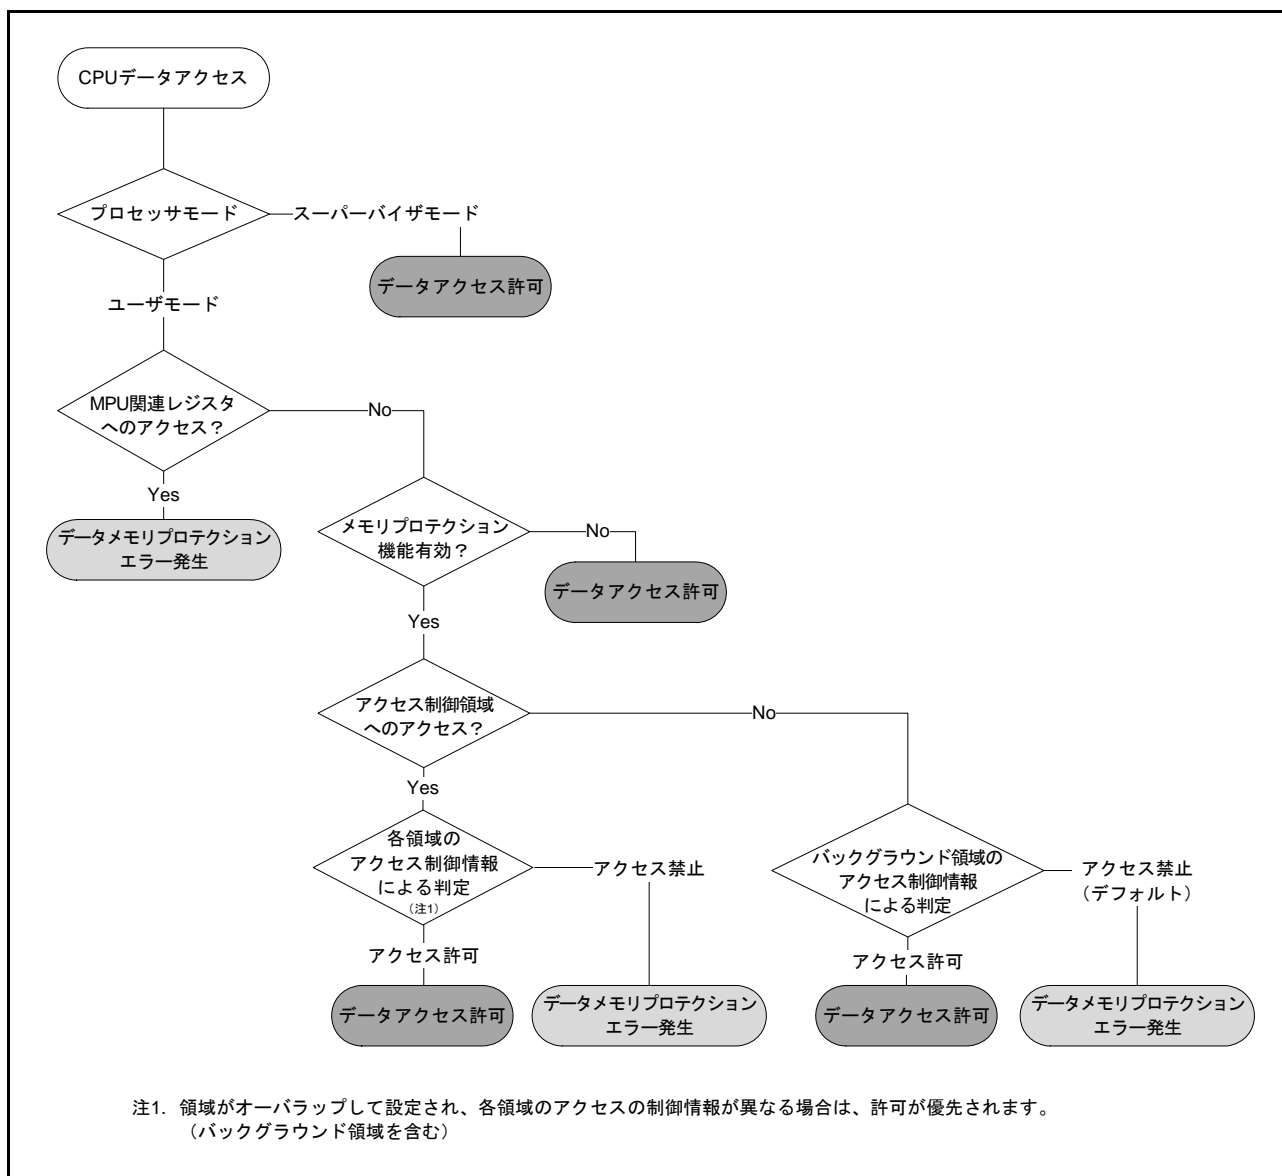 CPUデータアクセス
プロセッサモード
スーパーバイザモード
データアクセス許可
ユーザモード
MPU関連レジスタ
へのアクセス？
No
Yes
データメモリプロテクション
エラー発生
メモリプロテクション
機能有効？
No
データアクセス許可
Yes
アクセス制御領域
へのアクセス？
No
Yes
各領域の
アクセス制御情報
による判定
(注1)
アクセス禁止
バックグラウンド領域の
アクセス制御情報
による判定
アクセス禁止
（デフォルト）
アクセス許可
アクセス許可
データアクセス許可
データメモリプロテクション
エラー発生
データアクセス許可
データメモリプロテクション
エラー発生
注1. 領域がオーバラップして設定され、各領域のアクセスの制御情報が異なる場合は、許可が優先されます。
（バックグラウンド領域を含む）